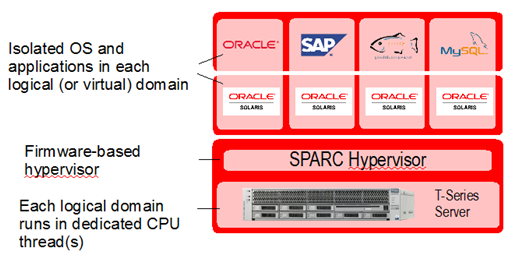 Isolated OS and
applications in each
logical (or virtual) domain
ORACLE®
SAP
MySQL
ORACLE
SOLARIS
ORACLE
SOLARIS
ORACLE
SOLARIS
ORACLE
SOLARIS
Firmware-based
hypervisor
SPARC Hypervisor
Each logical domain
runs in dedicated CPU
thread(s)
T-Series
Server